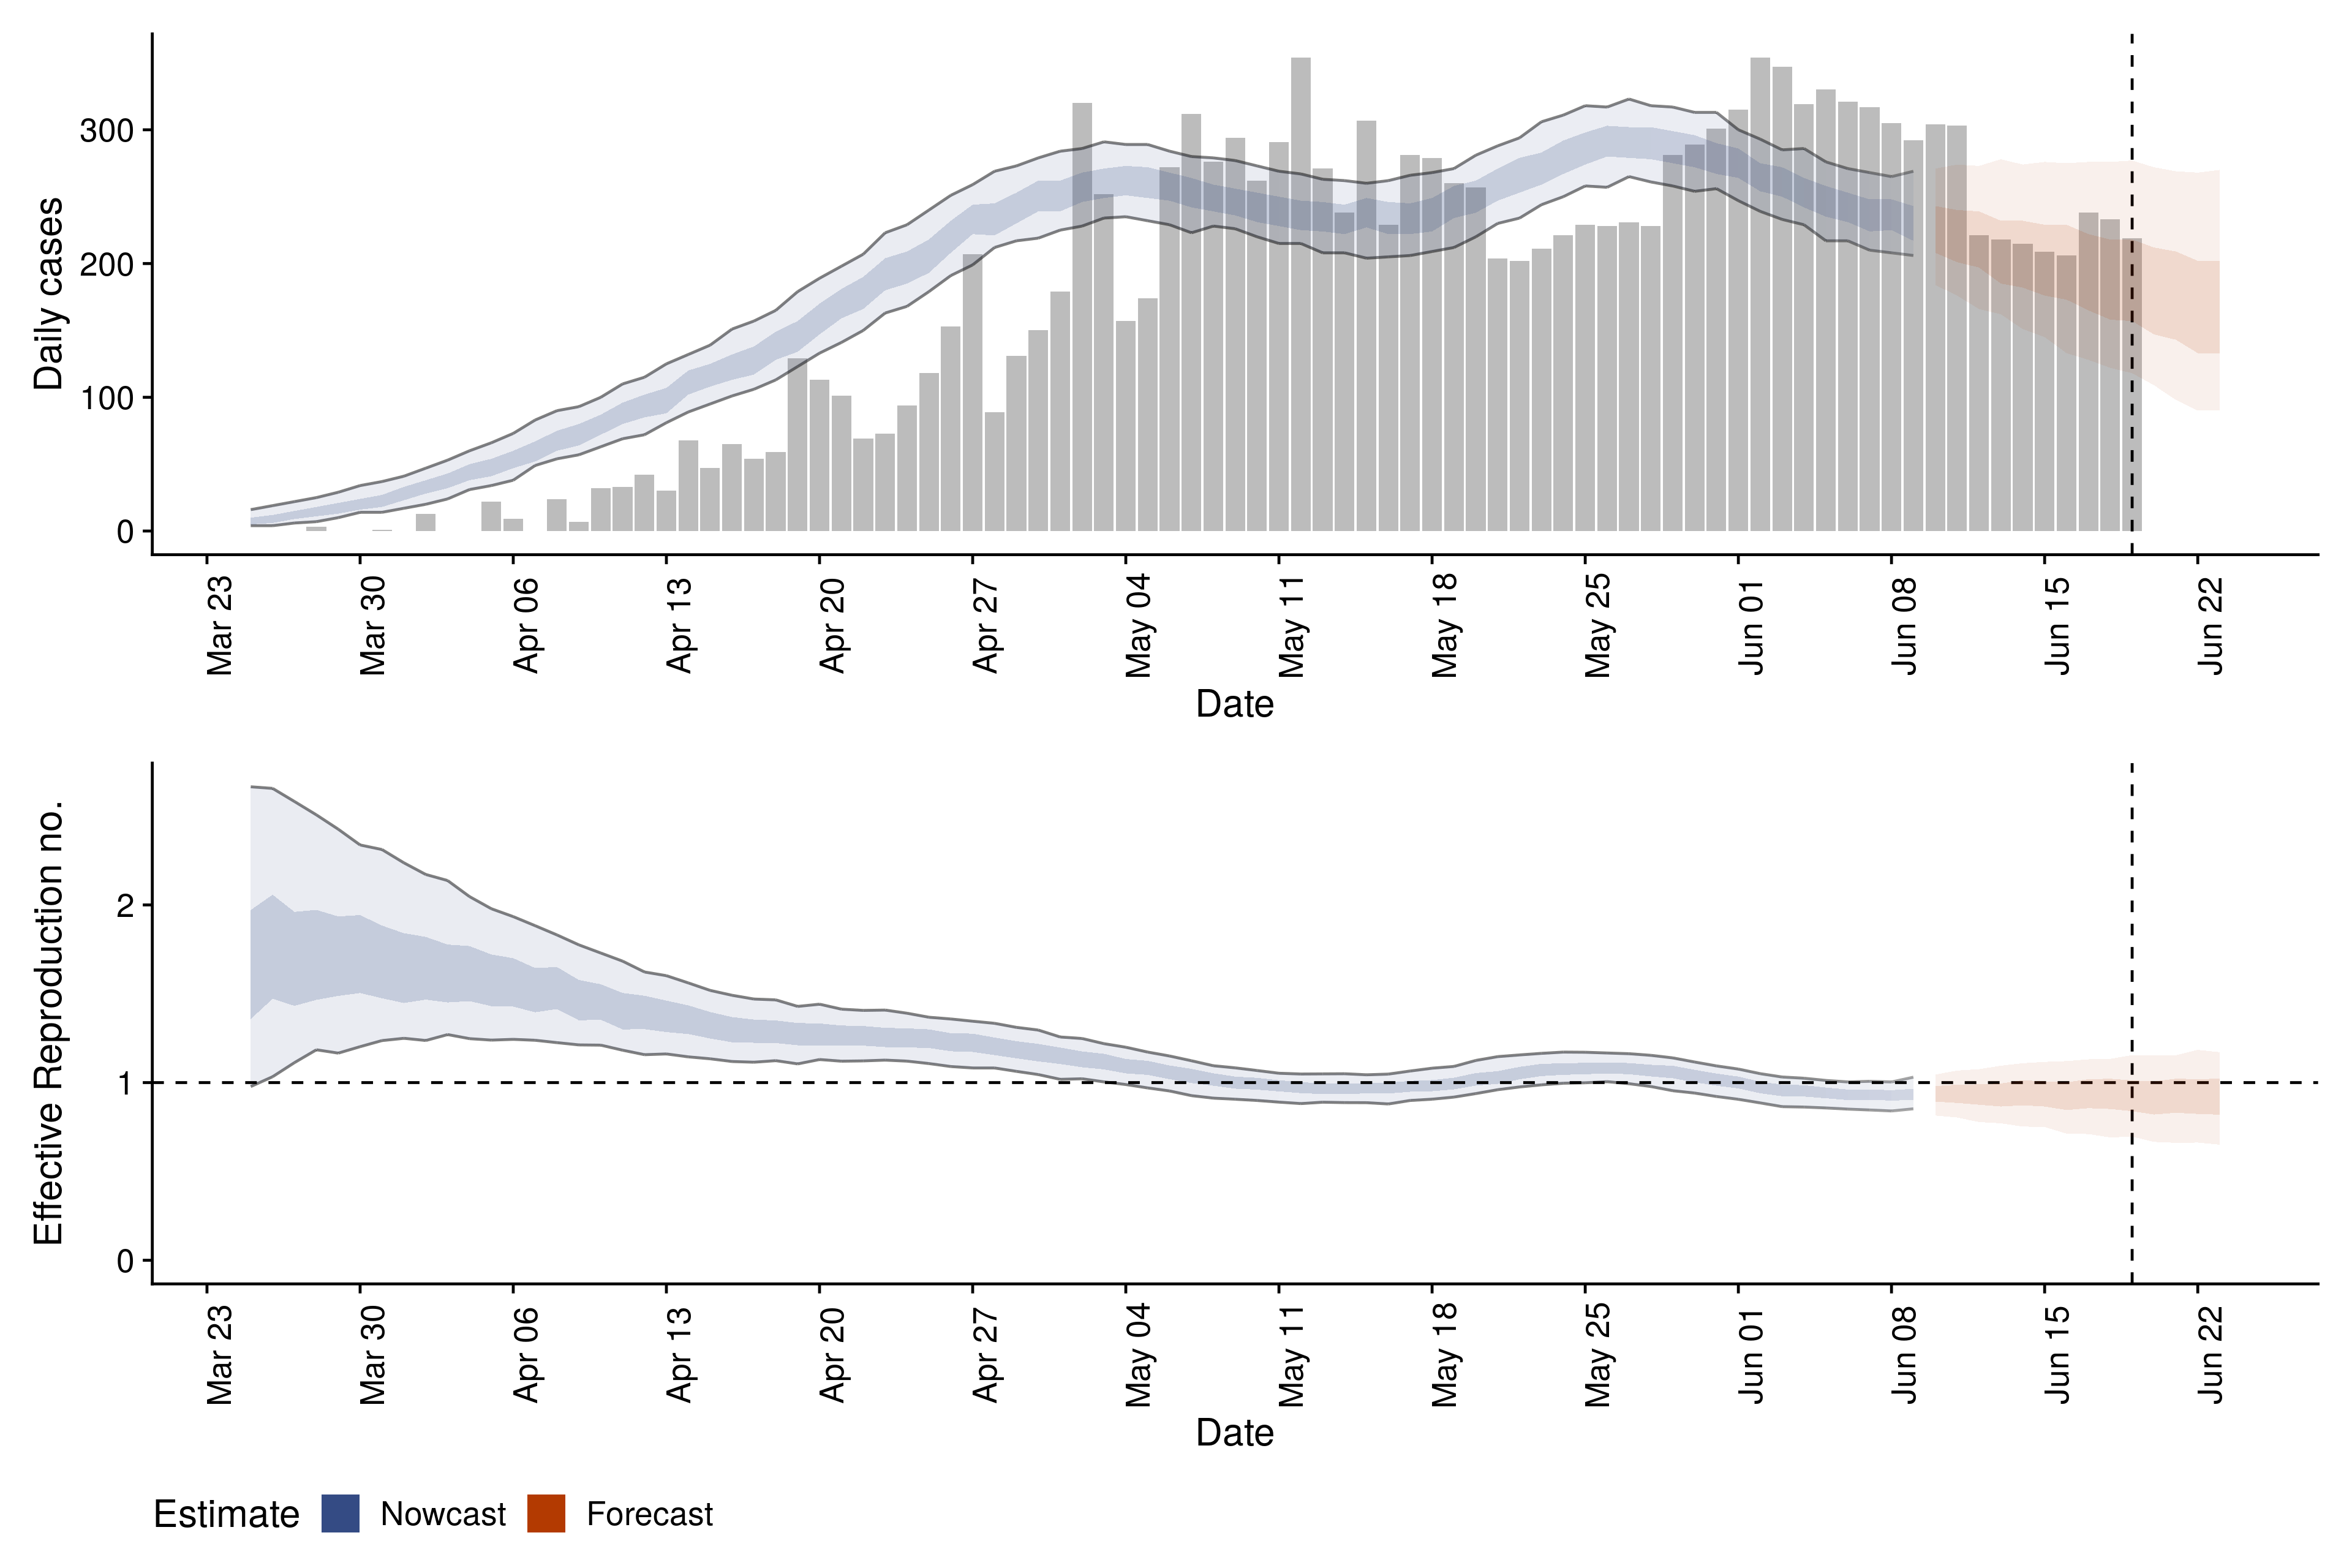 Daily cases
300
200
100
0
Mar 23
Mar 30
Apr 06
Apr 13
Apr 20
Apr 27
May 04
May 11
May 18
May 25
Jun 01
Jun 08
Jun 15
Jun 22
Date
Effective Reproduction no.
2
1
0
Mar 23
Mar 30
Apr 06
Apr 13
Apr 20
Apr 27
May 04
May 11
May 18
May 25
Jun 01
Jun 08
Jun 15
Jun 22
Date
Estimate Nowcast Forecast